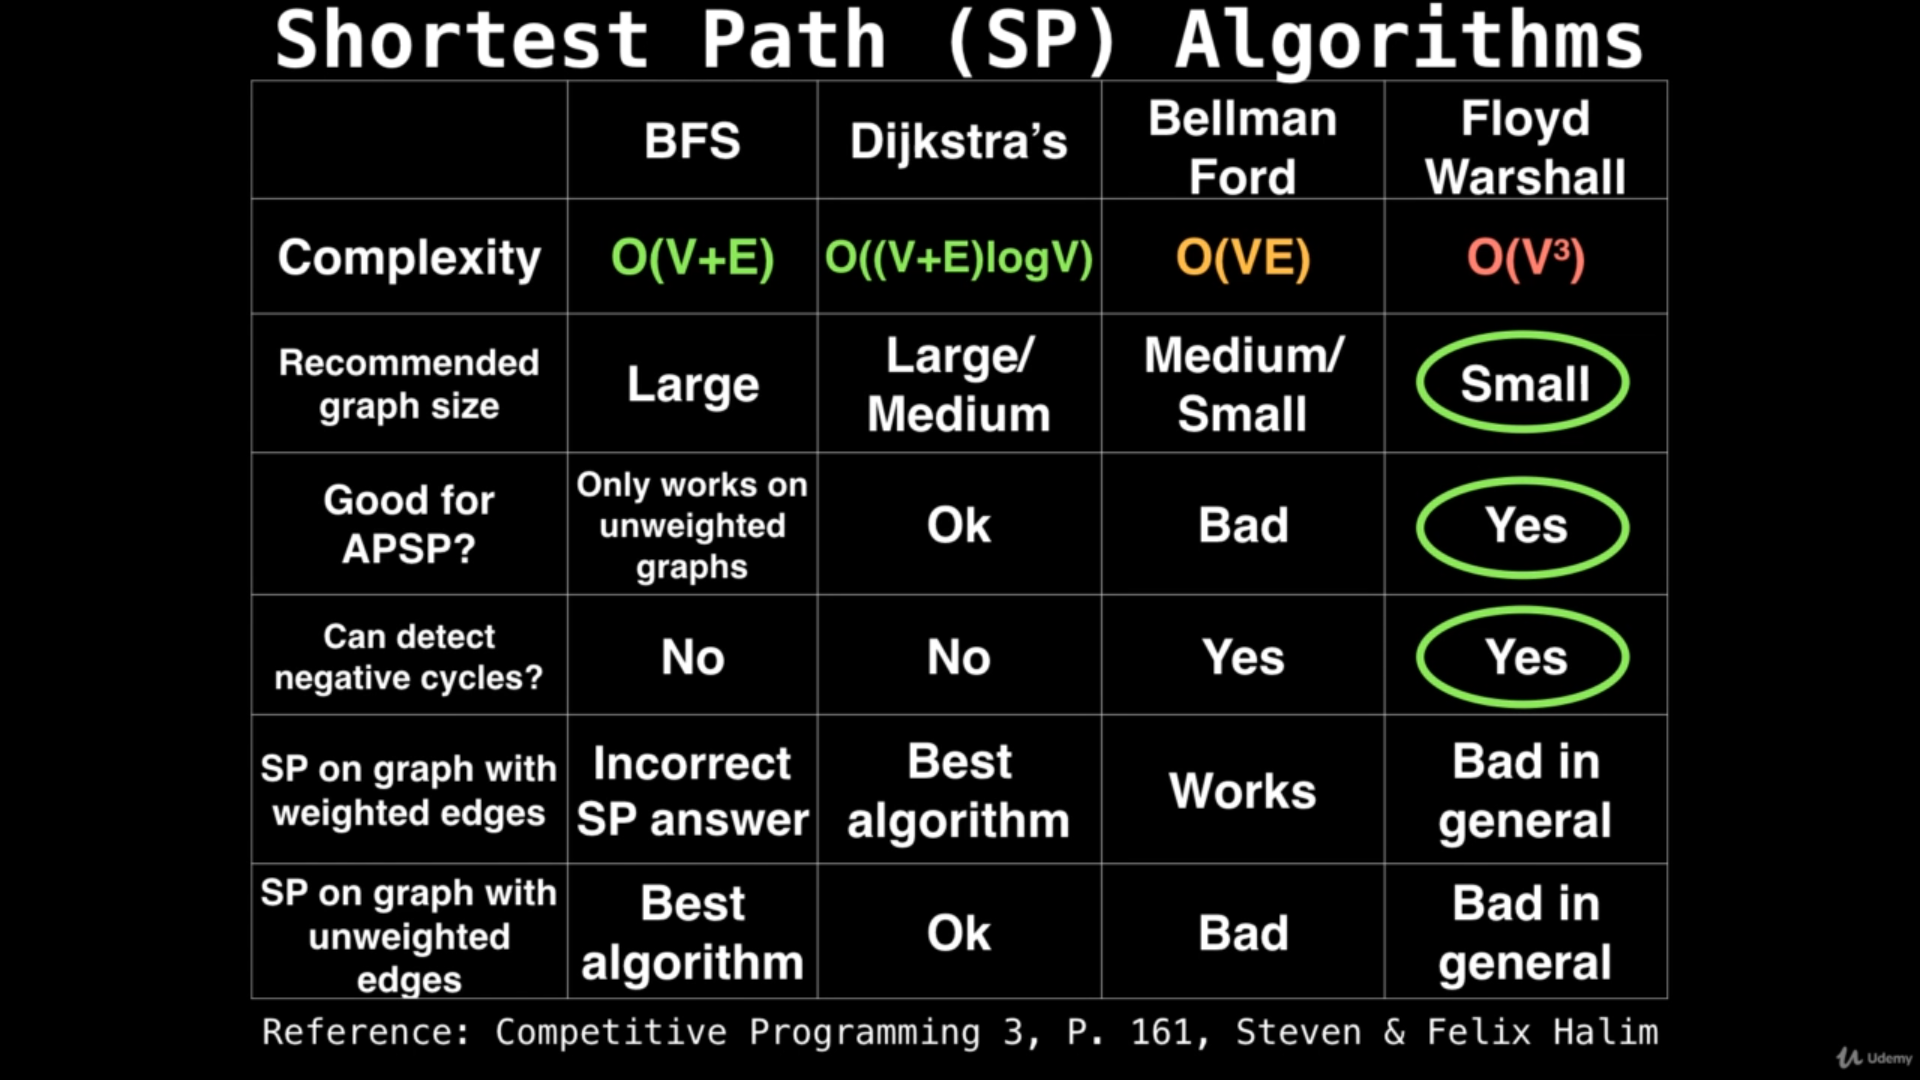 Shortest Path (SP) Algorithms
BFS
Dijkstra’s
Bellman
Ford
Floyd
Warshall
Complexity
O(V+E)
O((V+E)logV)
O(VE)
O(V³)
Recommended
graph size
Large
Large/
Medium
Medium/
Small
Small
Good for
APSP?
Only works on
unweighted
graphs
Ok
Bad
Yes
Can detect
negative cycles?
No
No
Yes
Yes
SP on graph with
weighted edges
Incorrect
SP answer
Best
algorithm
Works
Bad in
general
SP on graph with
unweighted
edges
Best
algorithm
Ok
Bad
Bad in
general
Reference: Competitive Programming 3, P. 161, Steven & Felix Halim
Udemy